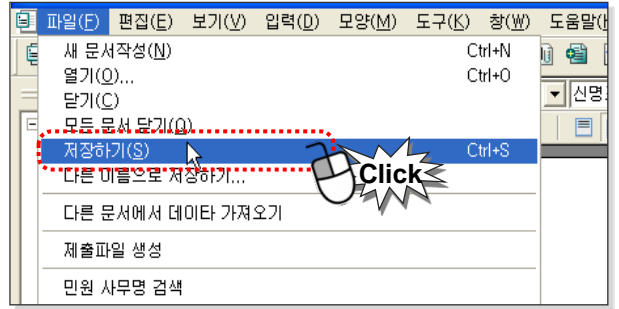 파일(F) 편집(E) 보기(V) 입력(D) 모양(M) 도구(K) 창(W) 도움말(
새 문서작성(N) Ctrl+N
열기(O)... Ctrl+O
닫기(C)
모든 문서 닫기(Q)
신명
저장하기(S) Ctrl+S
다른 이름으로 저장하기...
Click
다른 문서에서 데이타 가져오기
제출파일 생성
민원 사무명 검색